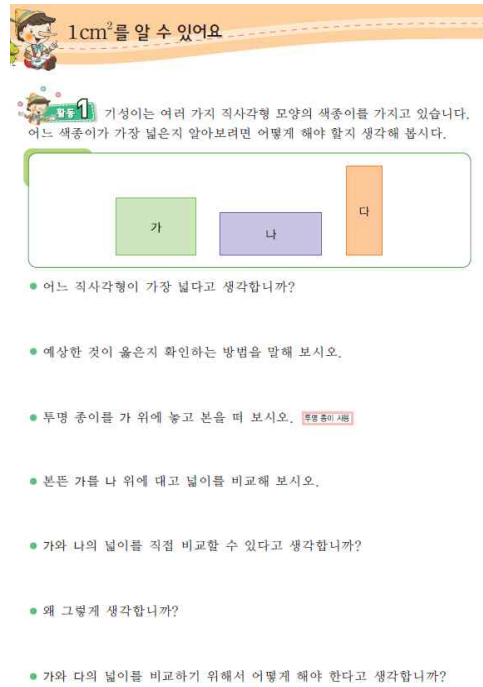 1cm²를 알 수 있어요
활동 1 기성이는 여러 가지 직사각형 모양의 색종이를 가지고 있습니다.
어느 색종이가 가장 넓은지 알아보려면 어떻게 해야 할지 생각해 봅시다.
가
나
다
● 어느 직사각형이 가장 넓다고 생각합니까?
● 예상한 것이 옳은지 확인하는 방법을 말해 보시오.
● 투명 종이를 가 위에 놓고 본을 떠 보시오. 투명 종이 사용
● 본뜬 가를 나 위에 대고 넓이를 비교해 보시오.
● 가와 나의 넓이를 직접 비교할 수 있다고 생각합니까?
● 왜 그렇게 생각합니까?
● 가와 다의 넓이를 비교하기 위해서 어떻게 해야 한다고 생각합니까?